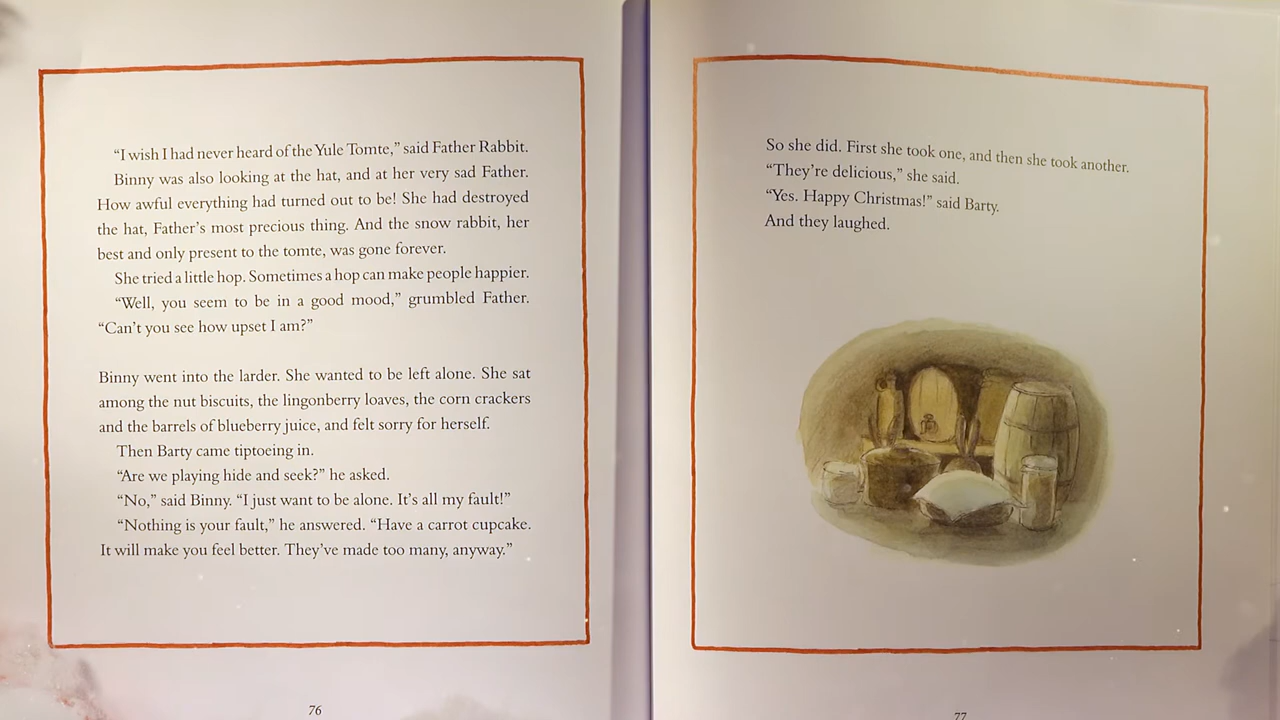 “I wish I had never heard of the Yule Tomte,” said Father Rabbit.
Binny was also looking at the hat, and at her very sad Father.
How awful everything had turned out to be! She had destroyed
the hat, Father’s most precious thing. And the snow rabbit, her
best and only present to the tomte, was gone forever.
She tried a little hop. Sometimes a hop can make people happier.
“Well, you seem to be in a good mood,” grumbled Father.
“Can’t you see how upset I am?”
Binny went into the larder. She wanted to be left alone. She sat
among the nut biscuits, the lingonberry loaves, the corn crackers
and the barrels of blueberry juice, and felt sorry for herself.
Then Barty came tiptoeing in.
“Are we playing hide and seek?” he asked.
“No,” said Binny. “I just want to be alone. It’s all my fault!”
“Nothing is your fault,” he answered. “Have a carrot cupcake.
It will make you feel better. They’ve made too many, anyway.”
76
So she did. First she took one, and then she took another.
“They’re delicious,” she said.
“Yes. Happy Christmas!” said Barty.
And they laughed.
77